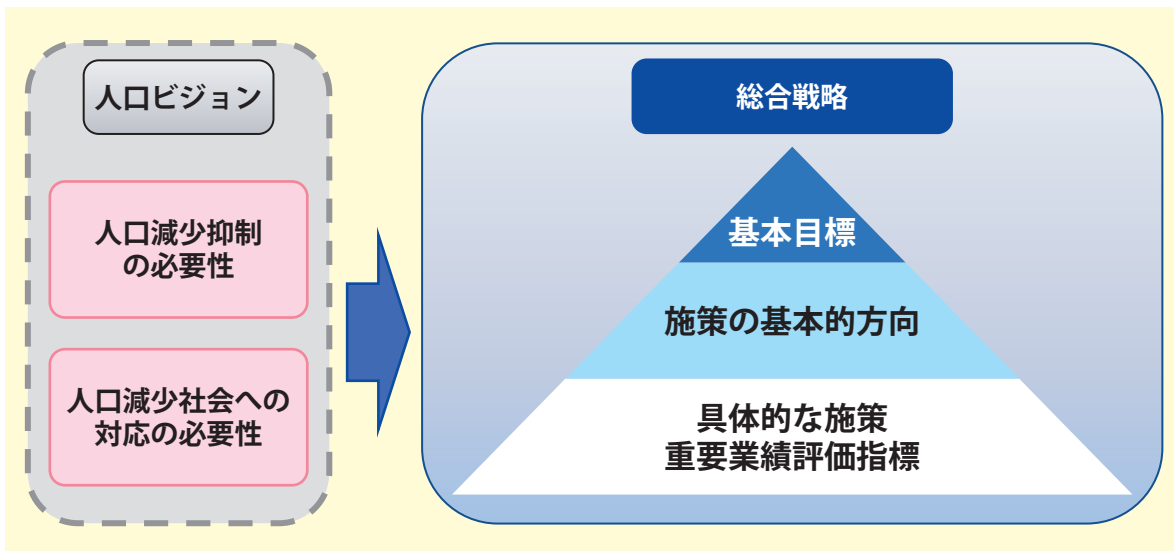 人口ビジョン
人口減少抑制
の必要性
人口減少社会への
対応の必要性
総合戦略
基本目標
施策の基本的方向
具体的な施策
重要業績評価指標